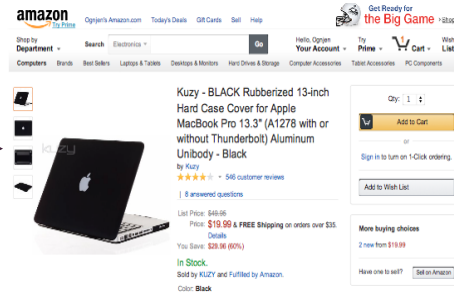 amazon
Try Prime
Ognjen's Amazon.com Today's Deals Gift Cards Sell Help
Get Ready for
the Big Game
Shop by
Department
Search Electronics Go
Hello, Ognjen
Your Account
Try
Prime
1
Cart
Wish
List
Computers Brands Best Sellers Laptops & Tablets Desktops & Monitors Hard Drives & Storage Computer Accessories Tablet Accessories PC Components
Kuzy - BLACK Rubberized 13-inch
Hard Case Cover for Apple
MacBook Pro 13.3" (A1278 with or
without Thunderbolt) Aluminum
Unibody - Black
by Kuzy
546 customer reviews
| 8 answered questions
List Price: $49.95
Price: $19.99 & FREE Shipping on orders over $35.
Details
You Save: $29.96 (60%)
In Stock.
Sold by KUZY and Fulfilled by Amazon.
Color: Black
kuzy
Qty: 1
Add to Cart
or
Sign in to turn on 1-Click ordering.
Add to Wish List
More buying choices
2 new from $19.99
Have one to sell? Sell on Amazon